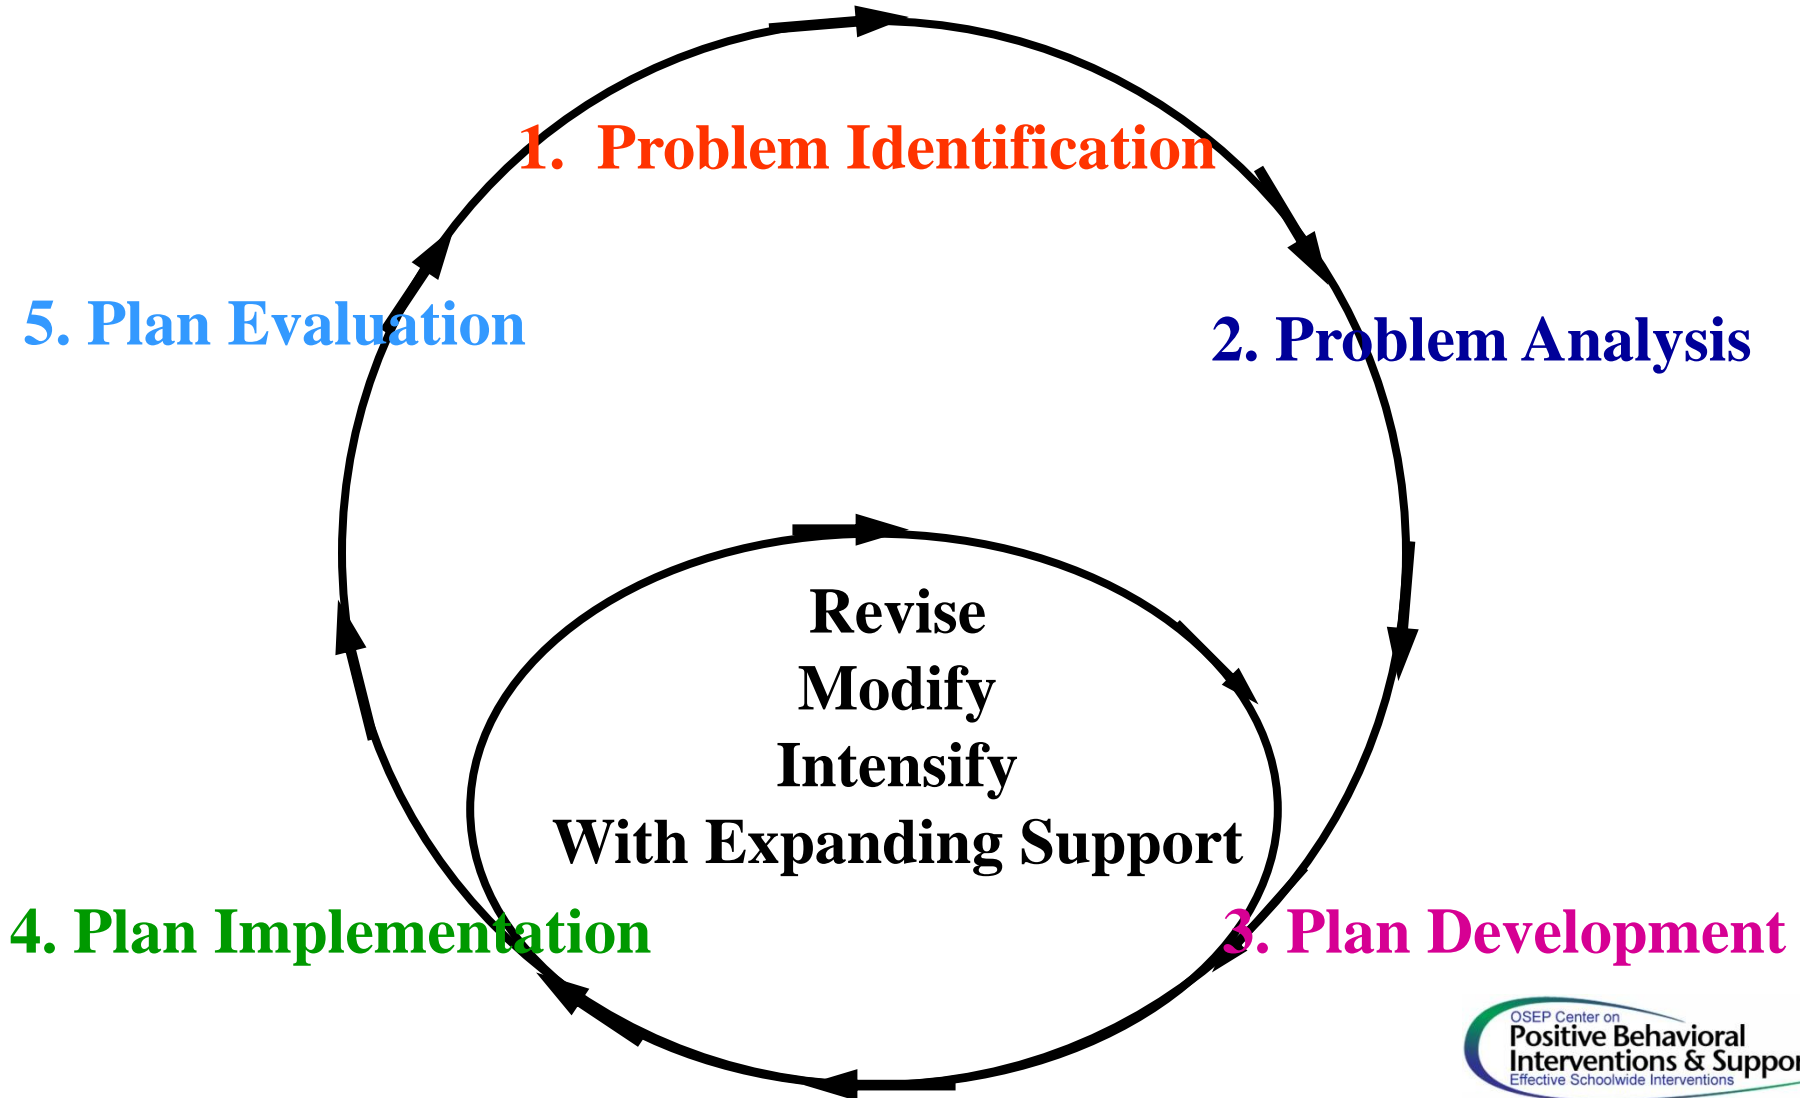 1. Problem Identification
5. Plan Evaluation
2. Problem Analysis
Revise
Modify
Intensify
With Expanding Support
4. Plan Implementation
3. Plan Development
OSEP Center on
Positive Behavioral
Interventions & Suppor
Effective Schoolwide Interventions